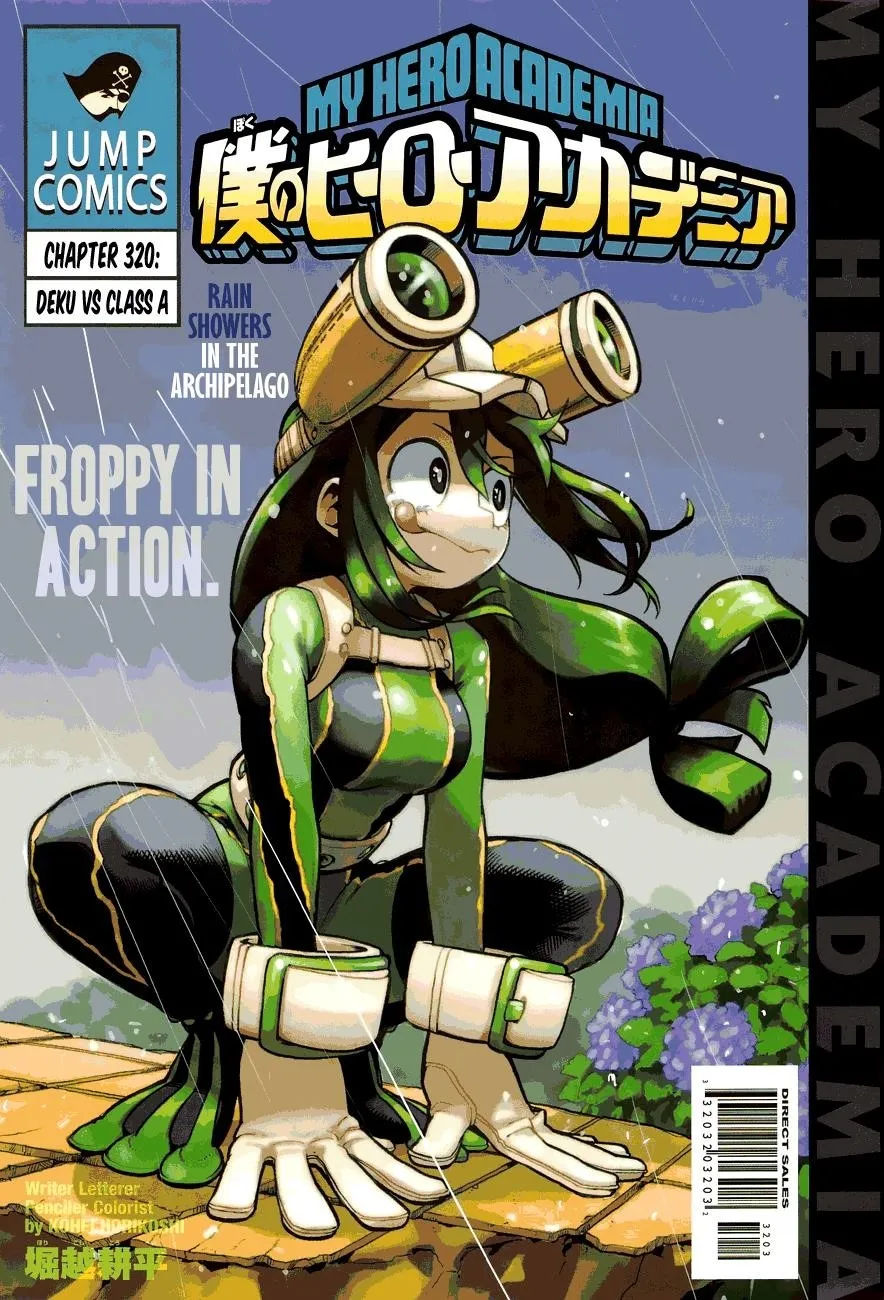 JUMP
COMICS
CHAPTER 320:
DEKU VS CLASS A
MY HERO ACADEMIA
ぼく
僕のヒーローアカデミア
RAIN
SHOWERS
IN THE
ARCHIPELAGO
FROPPY IN
ACTION.
MY HERO ACADEMIA
Writer Letterer
Penciler Colorist
by KOHEI HORIKOSHI
堀越耕平
DIRECT SALES
3203